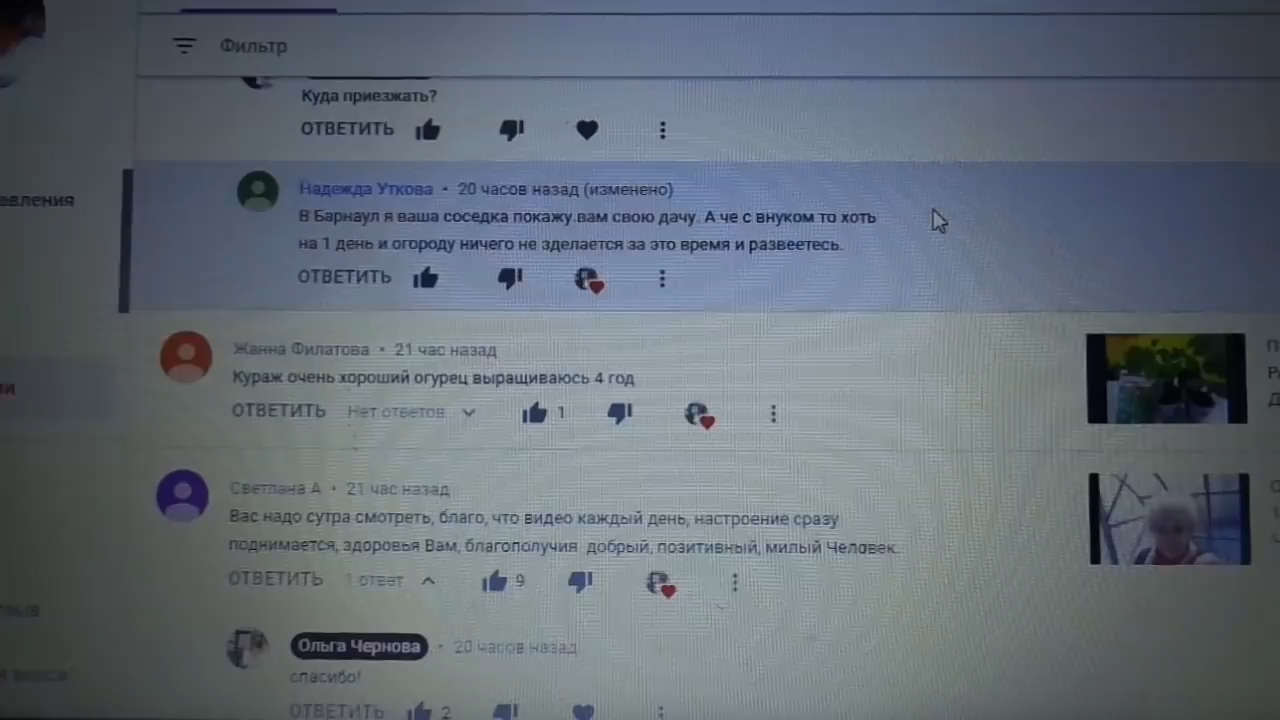 Фильтр
Куда приезжать?
ОТВЕТИТЬ
Надежда Уткова • 20 часов назад (изменено)
В Барнаул я ваша соседка покажу.вам свою дачу. А че с внуком то хоть
на 1 день и огороду ничего не зделается за это время и развеетесь.
ОТВЕТИТЬ
Жанна Филатова • 21 час назад
Кураж очень хороший огурец выращиваюсь 4 год
ОТВЕТИТЬ Нет ответов 1
Светлана А • 21 час назад
Вас надо сутра смотреть, благо, что видео каждый день, настроение сразу
поднимается, здоровья Вам, благополучия добрый, позитивный, милый Человек.
ОТВЕТИТЬ 1 ответ 9
Ольга Чернова • 20 часов назад
спасибо!
ОТВЕТИТЬ 2